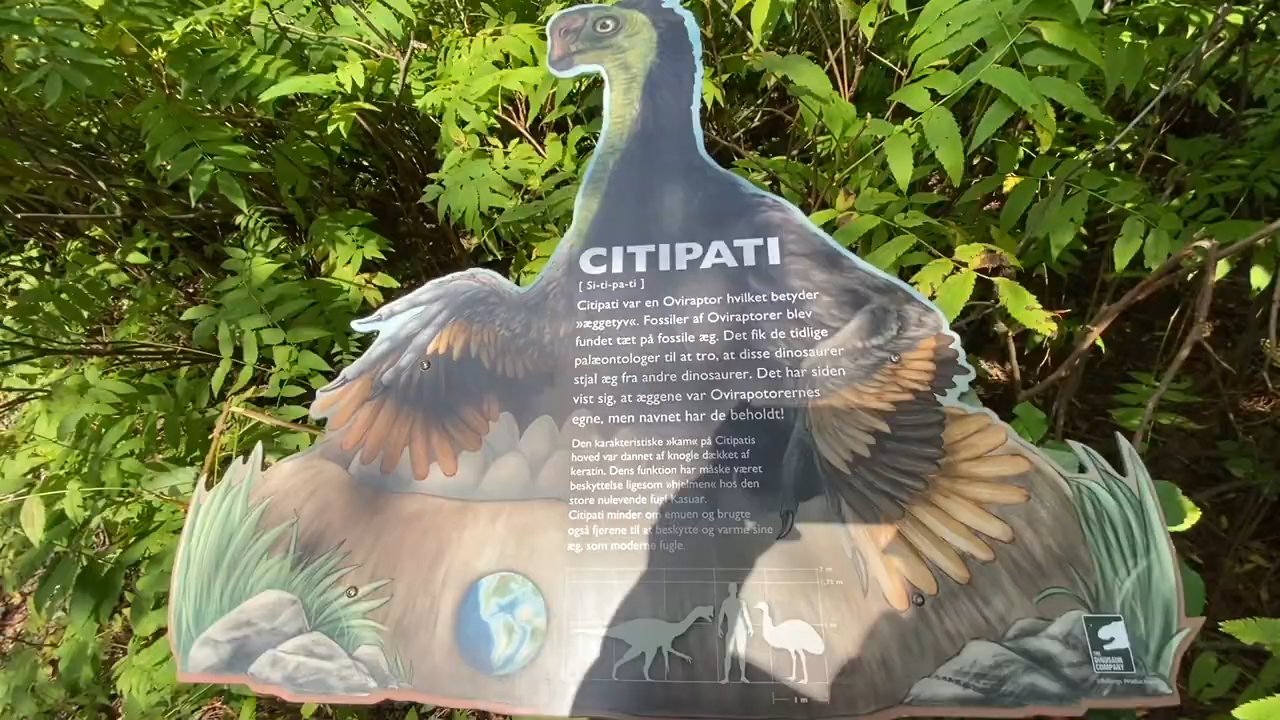 CITIPATI
[ Si-ti-pa-ti ]
Citipati var en Oviraptor hvilket betyder
»æggetyv«. Fossiler af Oviraptorer blev
fundet tæt på fossile æg. Det fik de tidlige
palæontologer til at tro, at disse dinosaurer
stjal æg fra andre dinosaurer. Det har siden
vist sig, at æggene var Ovirapotorernes
egne, men navnet har de beholdt!
Den karakteristiske »kam« på Citipatis
hoved var dannet af knogle dækket af
keratin. Dens funktion har måske været
beskyttelse ligesom »hjelmen« hos den
store nulevende fugl Kasuar.
Citipati minder om emuen og brugte
også fjerene til at beskytte og varme sine
æg, som moderne fugle.
2 m
1,75 m
1 m
THE
DINOSAUR
COMPANY